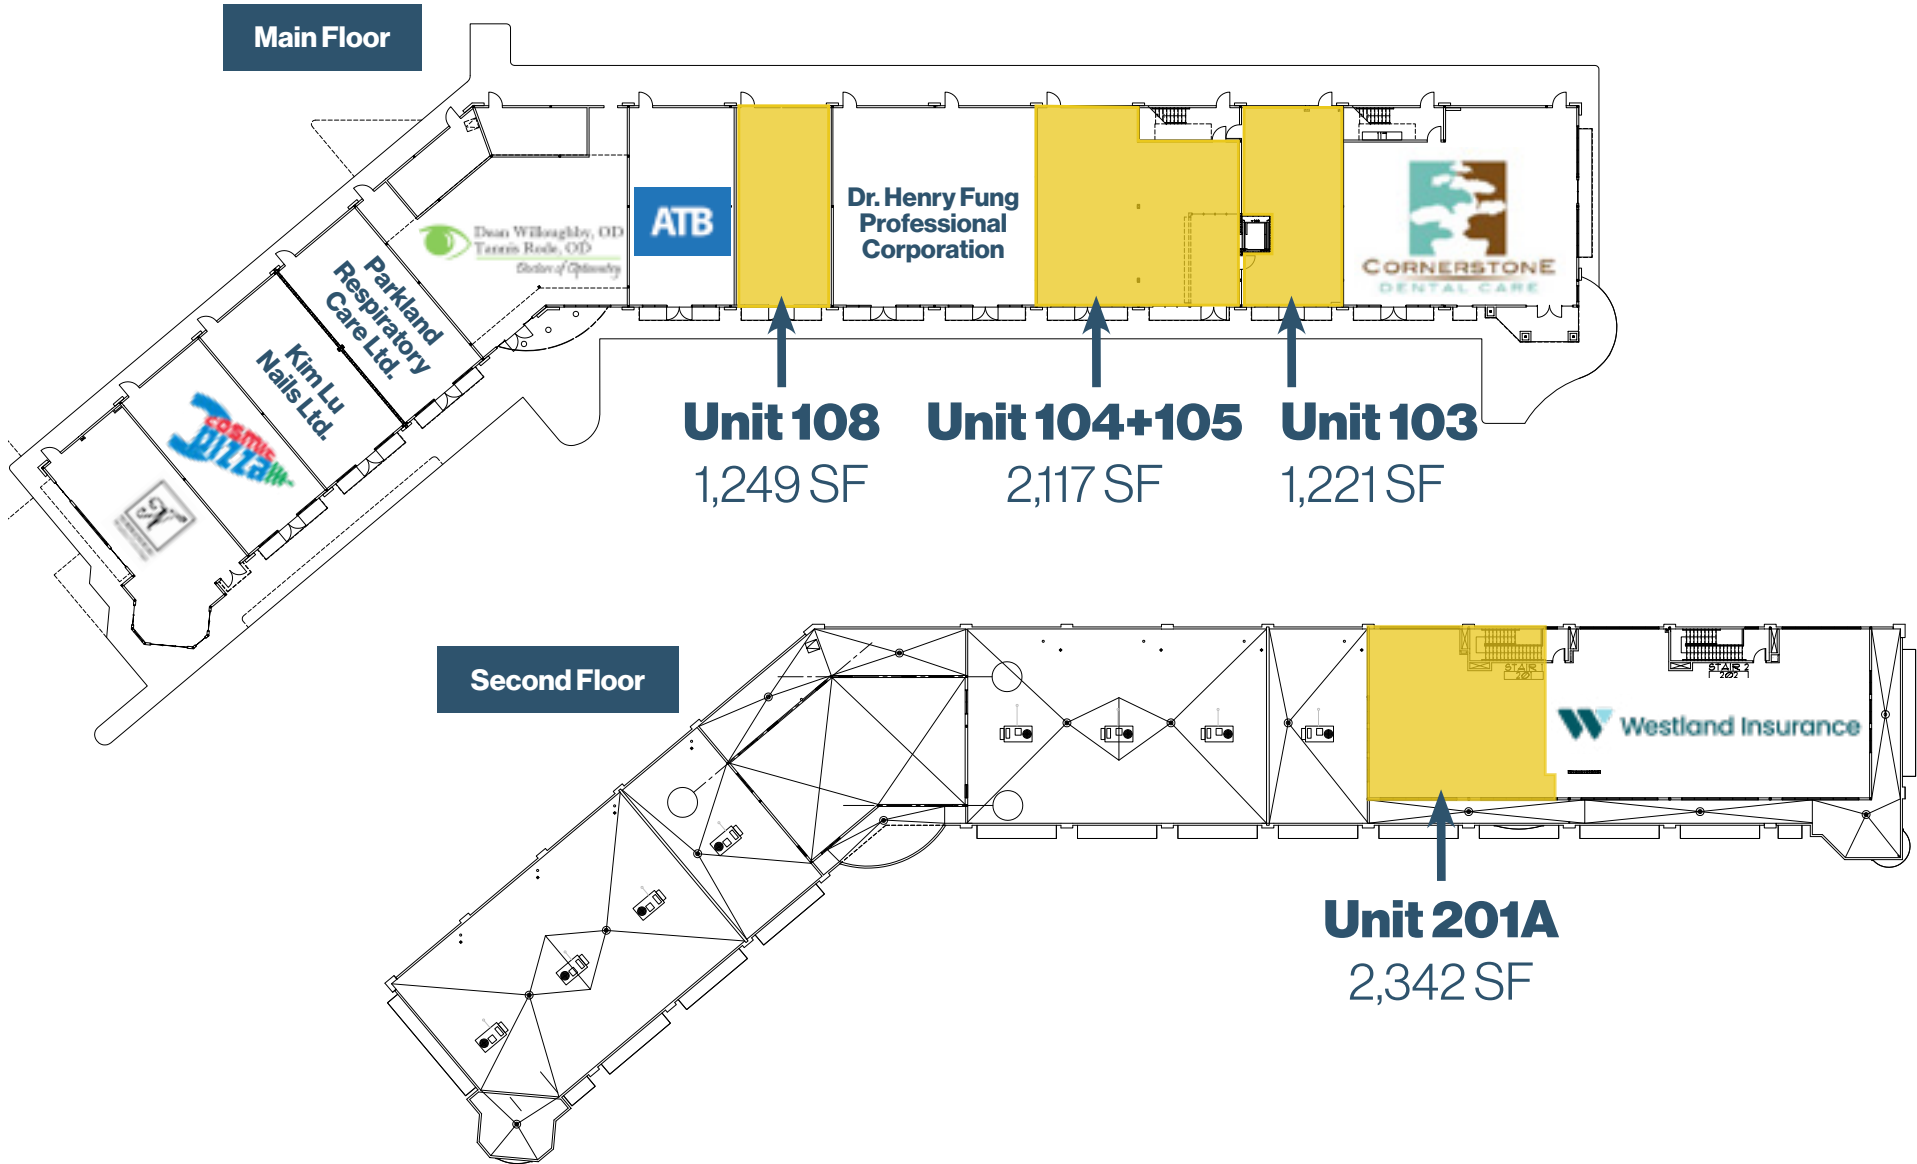 Main Floor
Dean Willoughby, OD
Tannis Rode, OD
Doctors of Optometry
ATB
Dr. Henry Fung
Professional
Corporation
CORNERSTONE
DENTAL CARE
Parkland
Respiratory
Care Ltd.
Kim Lu
Nails Ltd.
COSMIC
PIZZA
N
Unit 108
1,249 SF
Unit 104+105
2,117 SF
Unit 103
1,221 SF
Second Floor
STAIR 1
201
STAIR 2
202
Westland Insurance
Unit 201A
2,342 SF